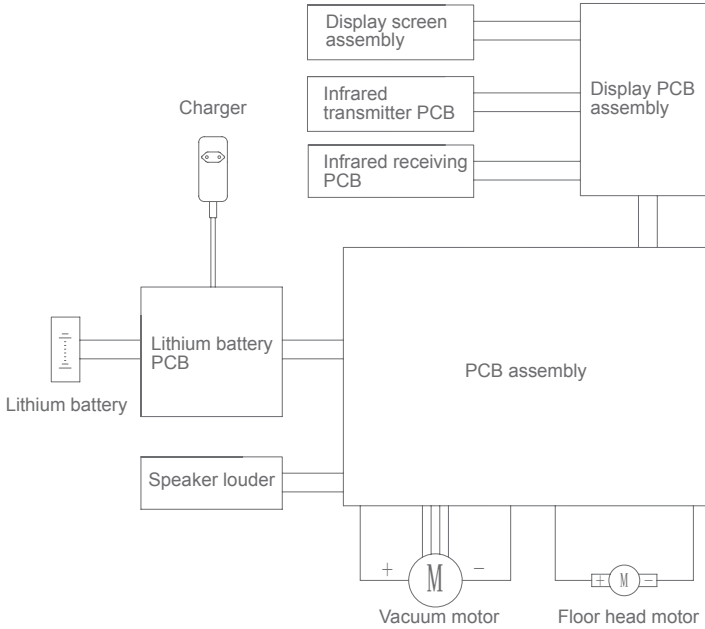 Display screen
assembly
Infrared
transmitter PCB
Infrared receiving
PCB
Display PCB
assembly
Charger
Lithium battery
PCB
Lithium battery
PCB assembly
Speaker louder
+ M −
Vacuum motor
+ M −
Floor head motor